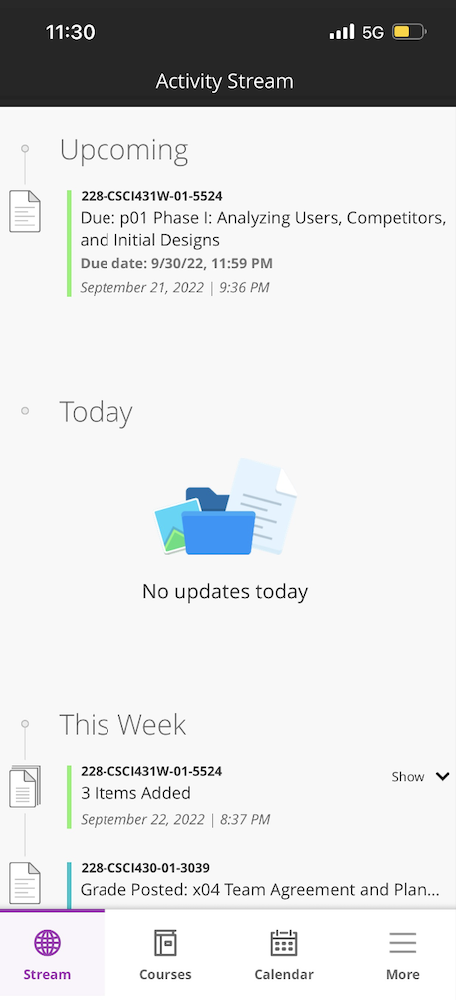 11:30
5G
Activity Stream
Upcoming
228-CSCI431W-01-5524
Due: p01 Phase I: Analyzing Users, Competitors,
and Initial Designs
Due date: 9/30/22, 11:59 PM
September 21, 2022 | 9:36 PM
Today
No updates today
This Week
228-CSCI431W-01-5524
Show
3 Items Added
September 22, 2022 | 8:37 PM
228-CSCI430-01-3039
Grade Posted: x04 Team Agreement and Plan...
Stream
Courses
Calendar
More